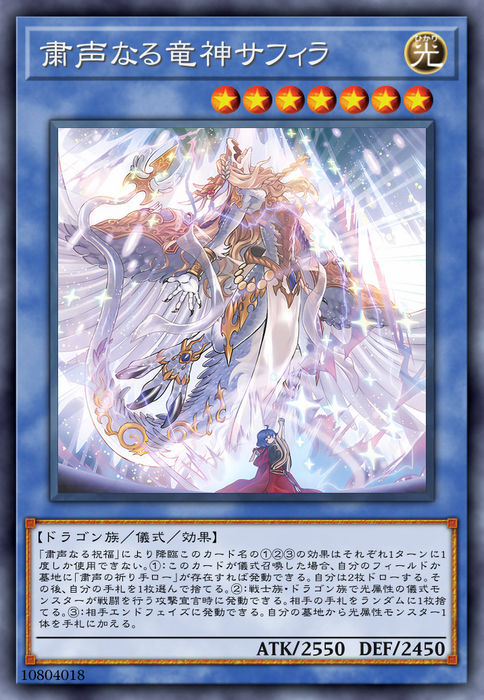 粛声なる竜神サフィラ
ひかり
光
【ドラゴン族／儀式／効果】
「粛声なる祝福」により降臨このカード名の①②③の効果はそれぞれ1ターンに1
度しか使用できない。①：このカードが儀式召喚した場合、自分のフィールドか
墓地に「粛声の祈り手ロー」が存在すれば発動できる。自分は2枚ドローする。そ
の後、自分の手札を1枚選んで捨てる。②：戦士族・ドラゴン族で光属性の儀式モ
ンスターが戦闘を行う攻撃宣言時に発動できる。相手の手札をランダムに1枚捨
てる。③：相手エンドフェイズに発動できる。自分の墓地から光属性モンスター1
体を手札に加える。
ATK/2550 DEF/2450
10804018